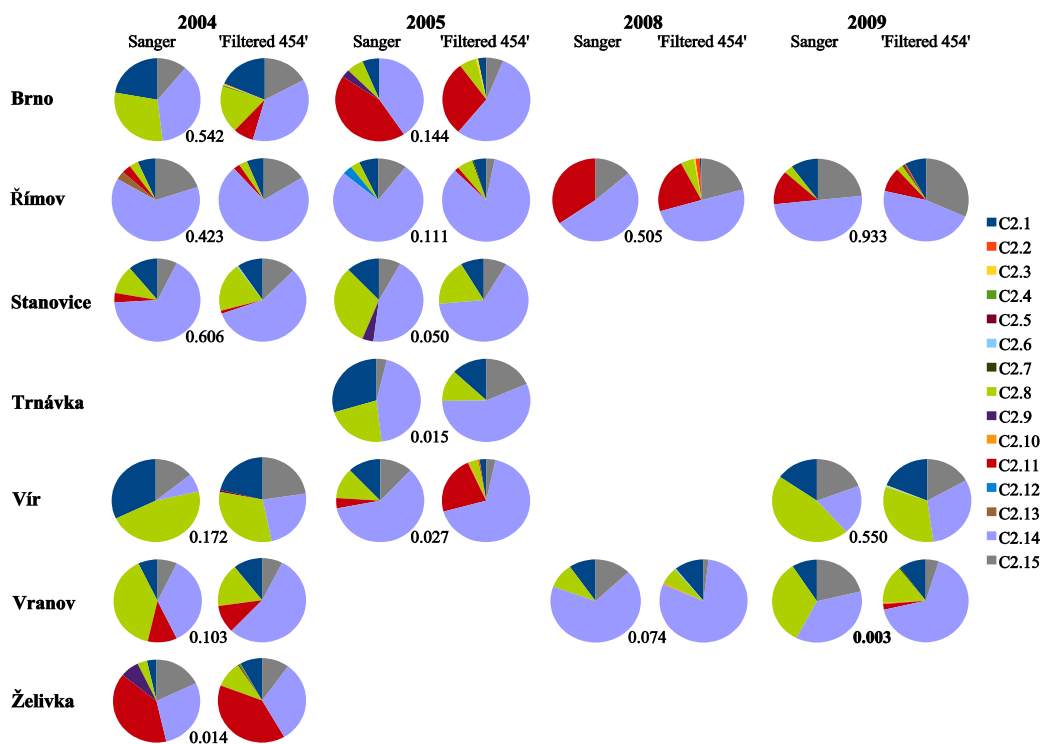 2004 2005 2008 2009
Sanger 'Filtered 454' Sanger 'Filtered 454' Sanger 'Filtered 454' Sanger 'Filtered 454'
Brno
0.542 0.144
Římov
0.423 0.111 0.505 0.933
Stanovice
0.606 0.050
Trnávka
0.015
Vír
0.172 0.027 0.550
Vranov
0.103 0.074 0.003
Želivka
0.014
C2.1
C2.2
C2.3
C2.4
C2.5
C2.6
C2.7
C2.8
C2.9
C2.10
C2.11
C2.12
C2.13
C2.14
C2.15